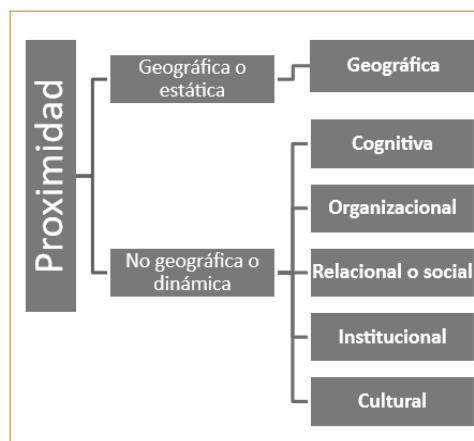 Proximidad
Geográfica o
estática
Geográfica
No geográfica o
dinámica
Cognitiva
Organizacional
Relacional o social
Institucional
Cultural